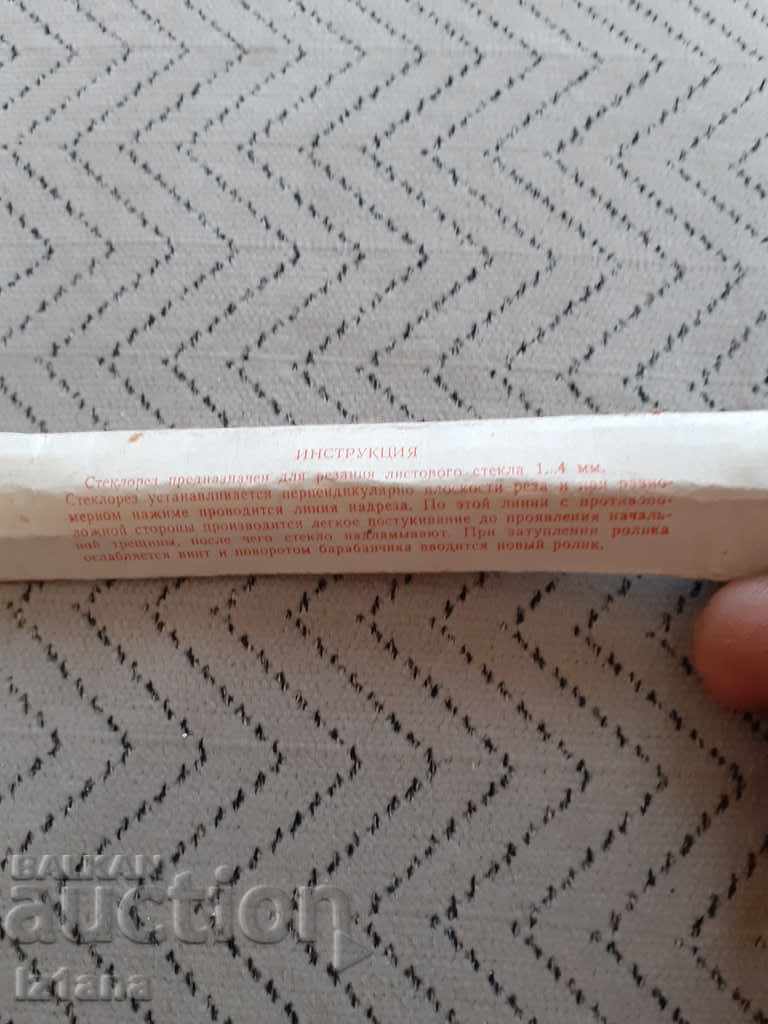 ИНСТРУКЦИЯ
Стеклорез предназначен для резания листового стекла 1...4 мм.
Стеклорез устанавливается перпендикулярно плоскости реза и при равно-
мерном нажиме проводится линия надреза. По этой линии с противопо-
ложной стороны производится легкое постукивание до проявления началь-
ной трещины, после чего стекло надламывают. При затуплении ролика
ослабляется винт и поворотом барабанчика вводится новый ролик.
BALKAN
auction
iz1ana